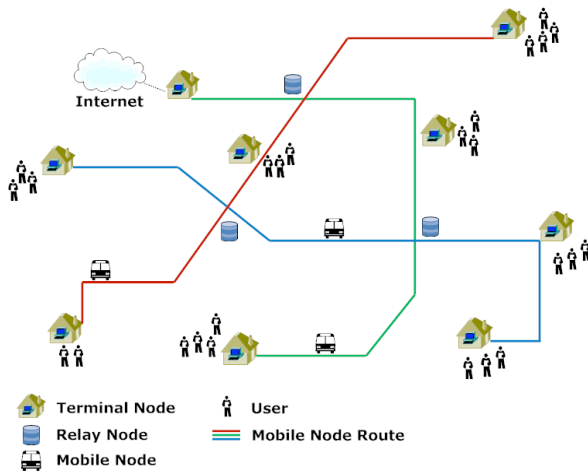 Internet
Terminal Node
User
Relay Node
Mobile Node Route
Mobile Node